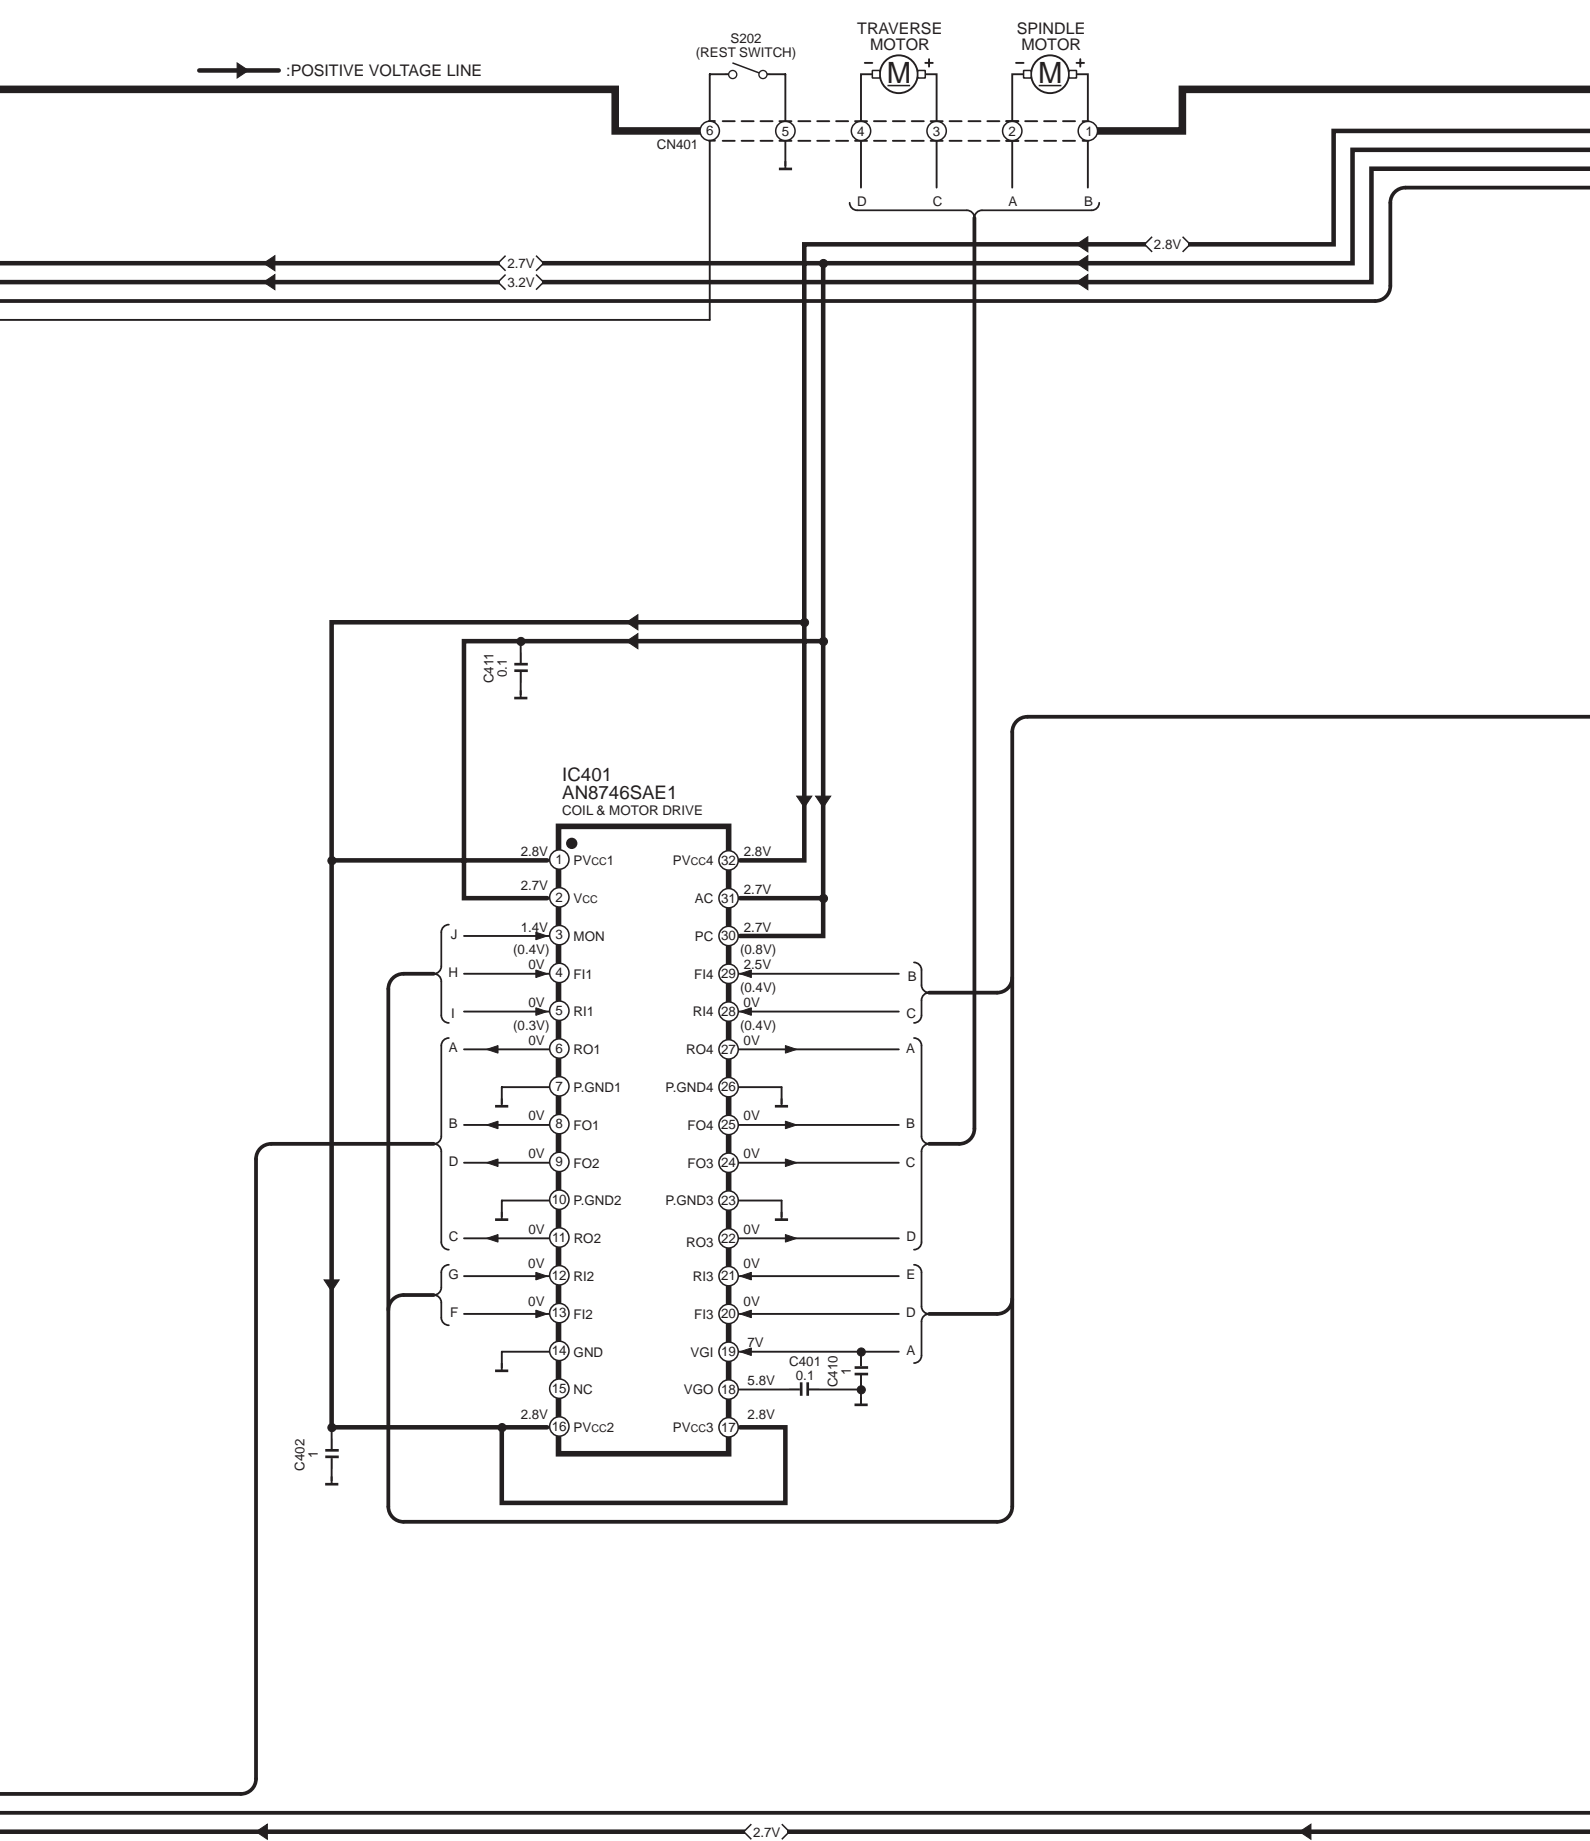 :POSITIVE VOLTAGE LINE
S202
(REST SWITCH)
TRAVERSE
MOTOR
SPINDLE
MOTOR
− M +
− M +
CN401
6 5 4 3 2 1
D C A B
2.8V
2.7V
3.2V
C411
0.1
IC401
AN8746SAE1
COIL & MOTOR DRIVE
2.8V 1 PVCC1
PVCC4 32 2.8V
2.7V 2 VCC
AC 31 2.7V
J 1.4V 3 MON
PC 30 2.7V
(0.4V)
(0.8V)
H 0V 4 FI1
FI4 29 2.5V B
(0.4V)
I 0V 5 RI1
RI4 28 0V C
(0.3V)
(0.4V)
A 0V 6 RO1
RO4 27 0V A
7 P.GND1
P.GND4 26
B 0V 8 FO1
FO4 25 0V B
D 0V 9 FO2
FO3 24 0V C
10 P.GND2
P.GND3 23
C 0V 11 RO2
RO3 22 0V D
G 0V 12 RI2
RI3 21 0V E
F 0V 13 FI2
FI3 20 0V D
14 GND
VGI 19 7V A
C401
0.1
C410
1
15 NC
VGO 18 5.8V
2.8V 16 PVCC2
PVCC3 17 2.8V
C402
1
2.7V